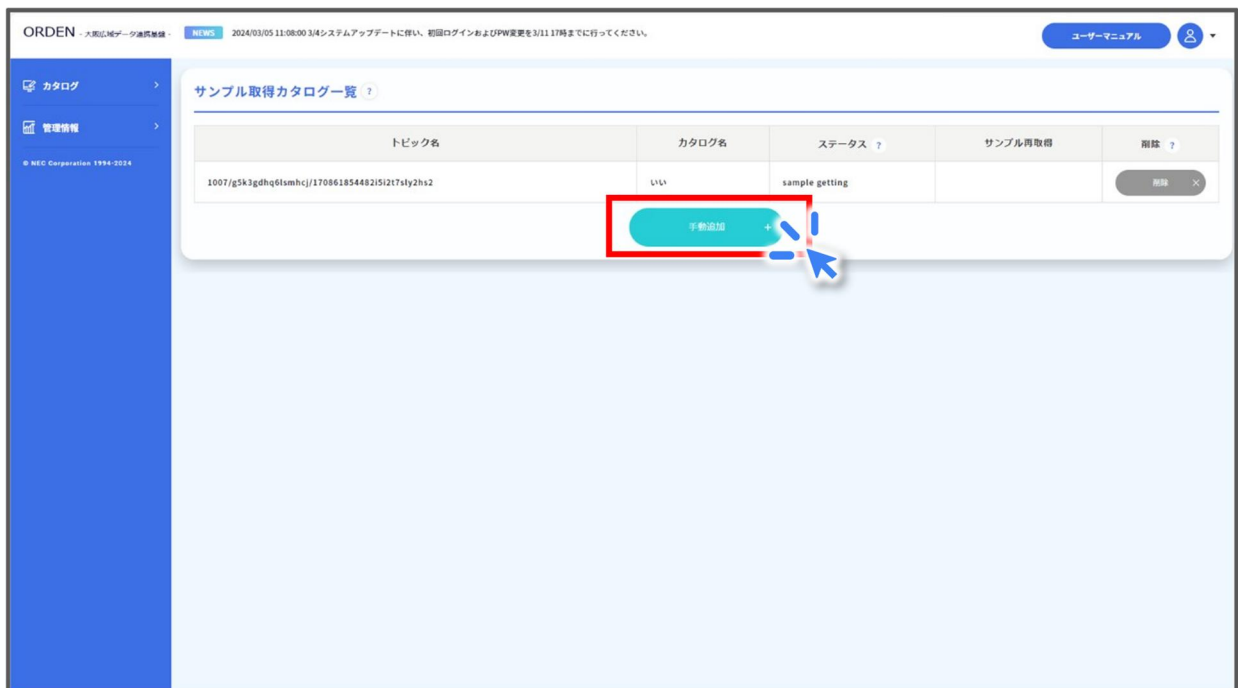 ORDEN - 大阪広域データ連携基盤 -
NEWS 2024/03/05 11:08:00 3/4システムアップデートに伴い、初回ログインおよびPW変更を3/11 17時までに行ってください。
ユーザーマニュアル
カタログ
管理情報
© NEC Corporation 1994-2024
サンプル取得カタログ一覧 ?
トピック名 カタログ名 ステータス ? サンプル再取得 削除 ?
1007/g5k3gdhq6lsmhcj/170861854482i5i2t7sly2hs2 いい sample getting 削除 ×
手動追加 +